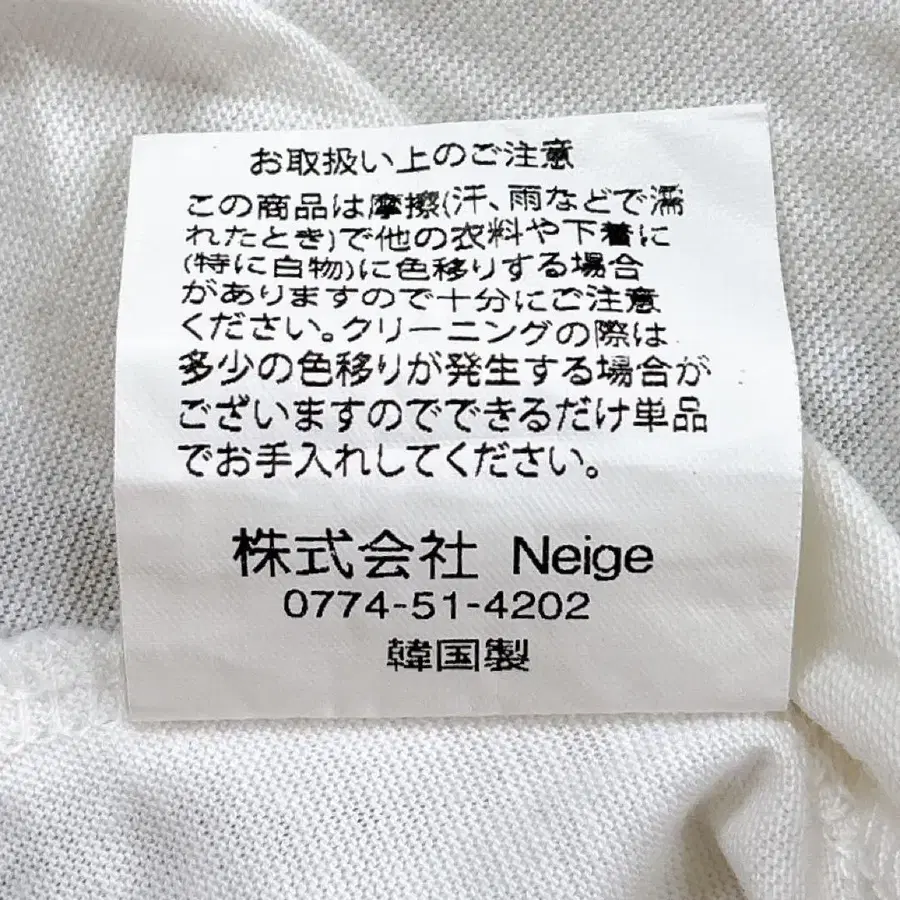 お取扱い上のご注意
この商品は摩擦(汗、雨などで濡
れたとき)で他の衣料や下着に
(特に白物)に色移りする場合
がありますので十分にご注意
ください。クリーニングの際は
多少の色移りが発生する場合が
ございますのでできるだけ単品
でお手入れしてください。
株式会社 Neige
0774-51-4202
韓国製